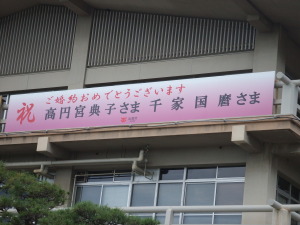 祝
ご婚約おめでとうございます
高円宮典子さま 千家国麿さま